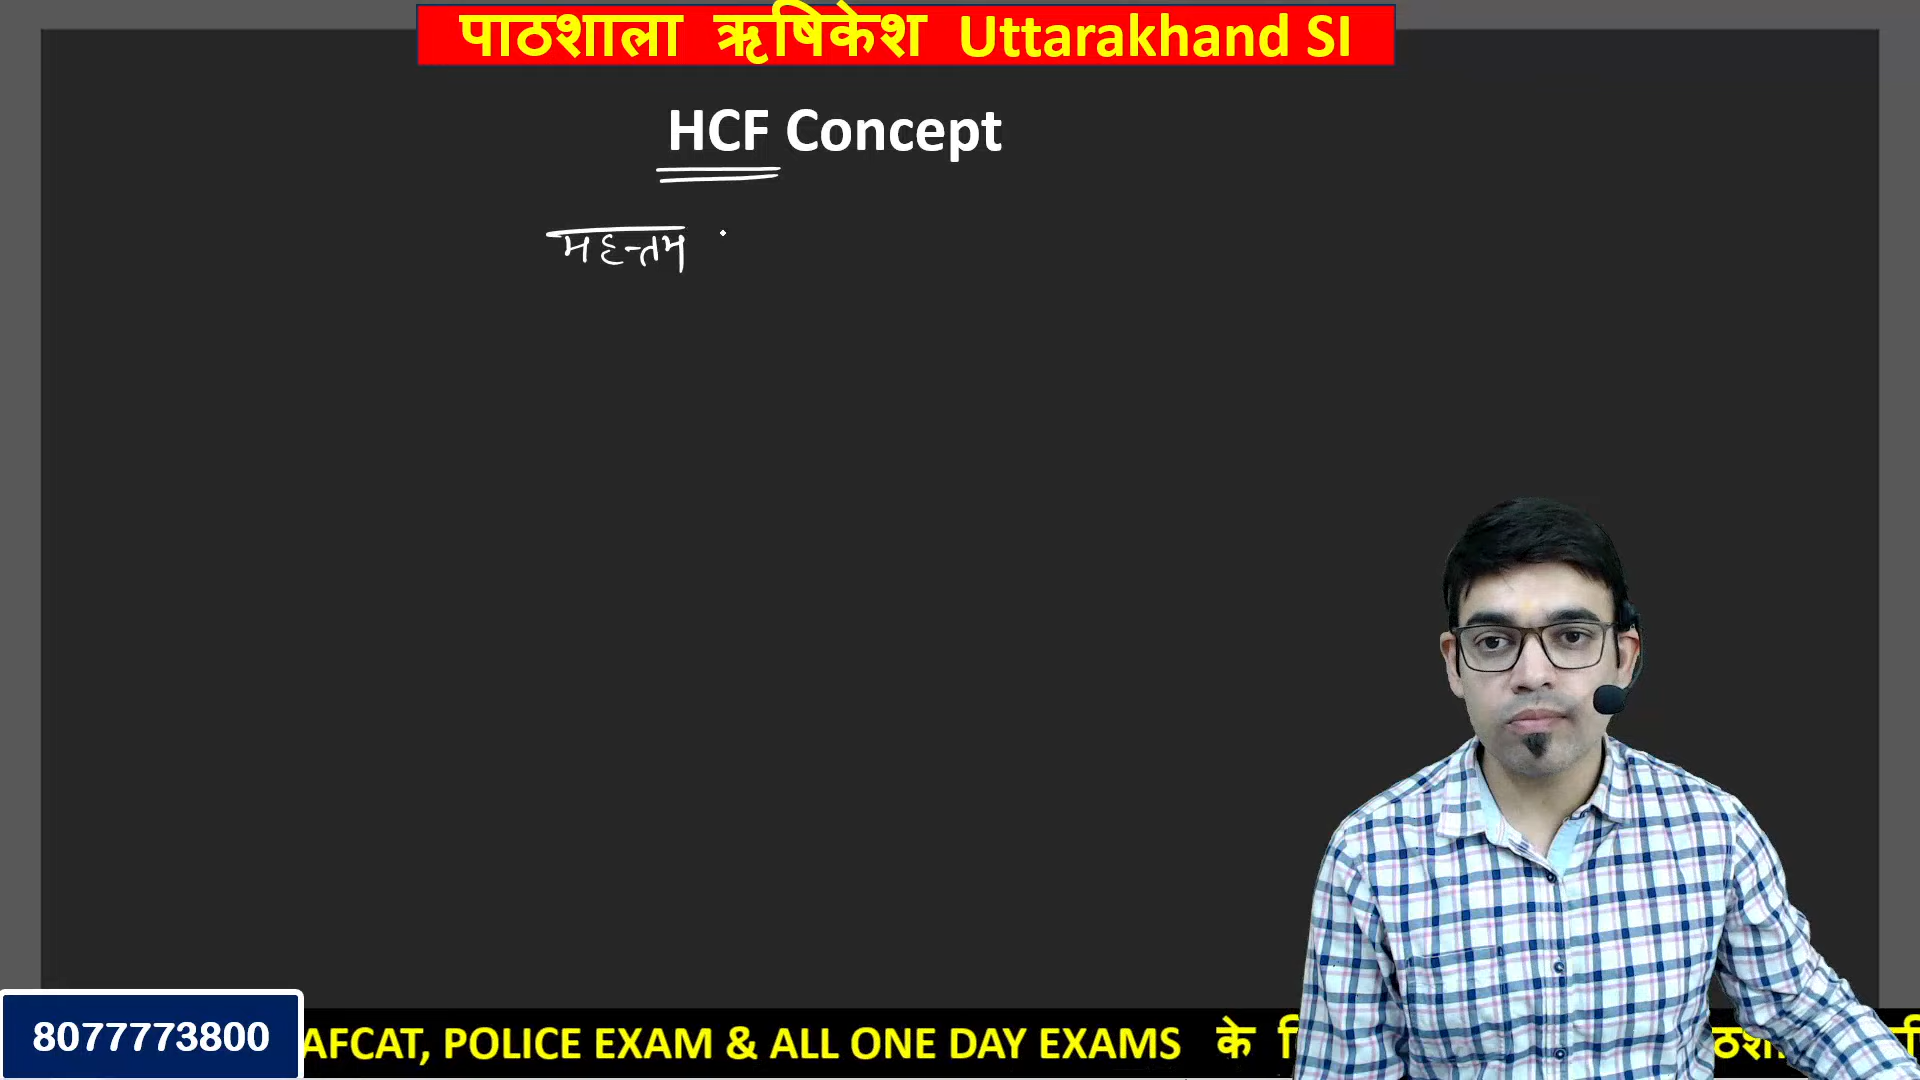 पाठशाला ऋषिकेश Uttarakhand SI
HCF Concept
महत्तम
8077773800
AFCAT, POLICE EXAM & ALL ONE DAY EXAMS के